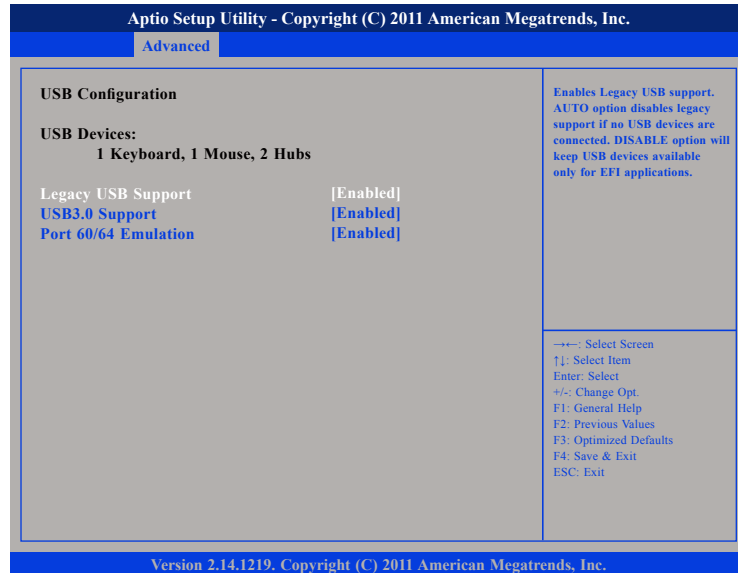 Aptio Setup Utility - Copyright (C) 2011 American Megatrends, Inc.
Advanced
USB Configuration
USB Devices:
1 Keyboard, 1 Mouse, 2 Hubs
Legacy USB Support [Enabled]
USB3.0 Support [Enabled]
Port 60/64 Emulation [Enabled]
Enables Legacy USB support.
AUTO option disables legacy
support if no USB devices are
connected. DISABLE option will
keep USB devices available
only for EFI applications.
→←: Select Screen
↑↓: Select Item
Enter: Select
+/-: Change Opt.
F1: General Help
F2: Previous Values
F3: Optimized Defaults
F4: Save & Exit
ESC: Exit
Version 2.14.1219. Copyright (C) 2011 American Megatrends, Inc.